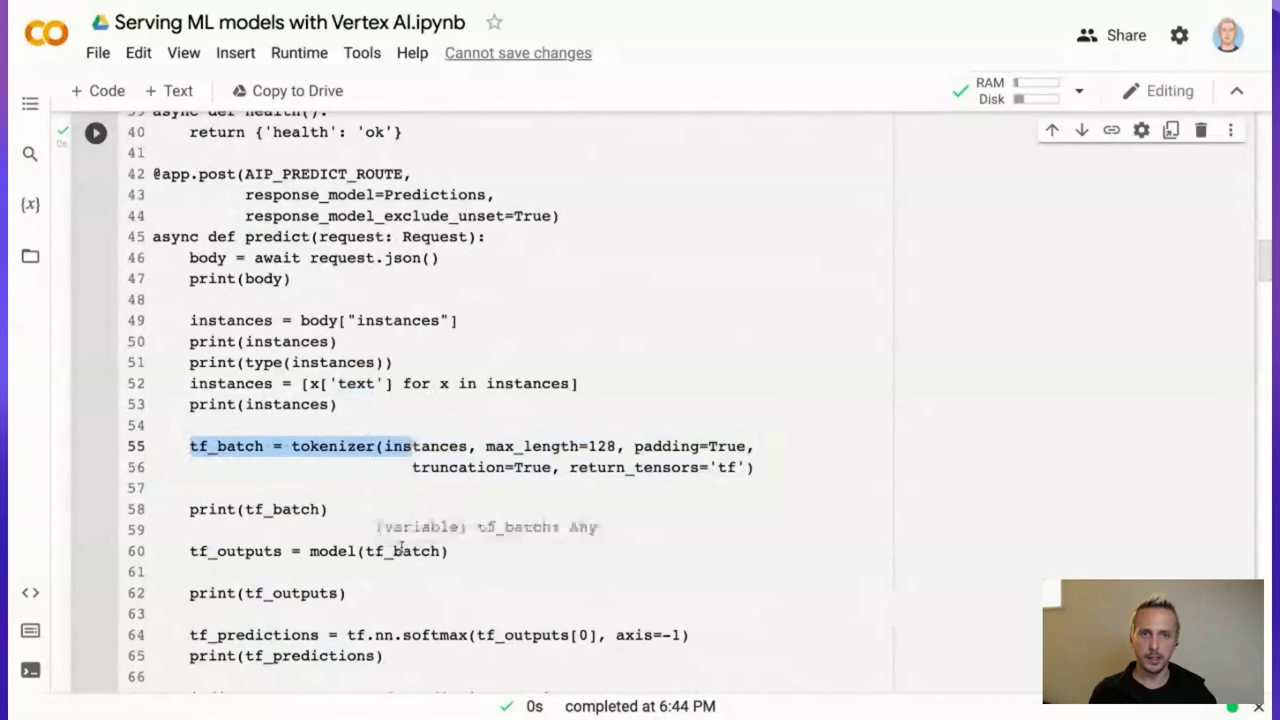 Serving ML models with Vertex AI.ipynb
File Edit View Insert Runtime Tools Help Cannot save changes
Share
+ Code + Text Copy to Drive
RAM
Disk
Editing
39 async def health():
40 return {'health': 'ok'}
41
42 @app.post(AIP_PREDICT_ROUTE,
43 response_model=Predictions,
44 response_model_exclude_unset=True)
45 async def predict(request: Request):
46 body = await request.json()
47 print(body)
48
49 instances = body["instances"]
50 print(instances)
51 print(type(instances))
52 instances = [x['text'] for x in instances]
53 print(instances)
54
55 tf_batch = tokenizer(instances, max_length=128, padding=True,
56 truncation=True, return_tensors='tf')
57
58 print(tf_batch)
(variable) tf_batch: Any
59
60 tf_outputs = model(tf_batch)
61
62 print(tf_outputs)
63
64 tf_predictions = tf.nn.softmax(tf_outputs[0], axis=-1)
65 print(tf_predictions)
66
0s
{x}
0s completed at 6:44 PM